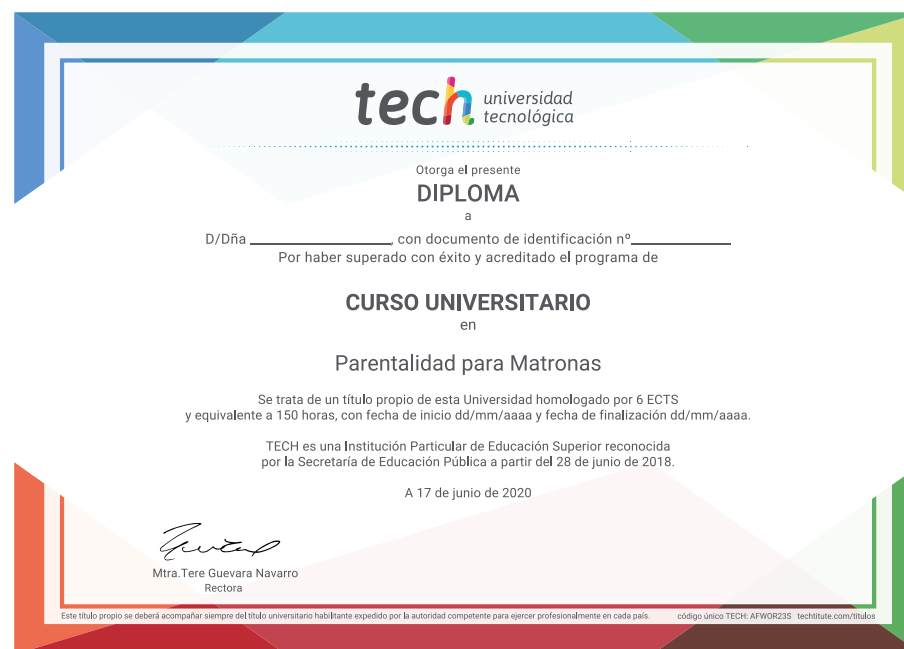 tech universidad
tecnológica
Otorga el presente
DIPLOMA
a
D/Dña ____________________, con documento de identificación nº______________
Por haber superado con éxito y acreditado el programa de
CURSO UNIVERSITARIO
en
Parentalidad para Matronas
Se trata de un título propio de esta Universidad homologado por 6 ECTS
y equivalente a 150 horas, con fecha de inicio dd/mm/aaaa y fecha de finalización dd/mm/aaaa.
TECH es una Institución Particular de Educación Superior reconocida
por la Secretaría de Educación Pública a partir del 28 de junio de 2018.
A 17 de junio de 2020
Mtra.Tere Guevara Navarro
Rectora
Este título propio se deberá acompañar siempre del título universitario habilitante expedido por la autoridad competente para ejercer profesionalmente en cada país. código único TECH: AFWOR23S techtitute.com/titulos